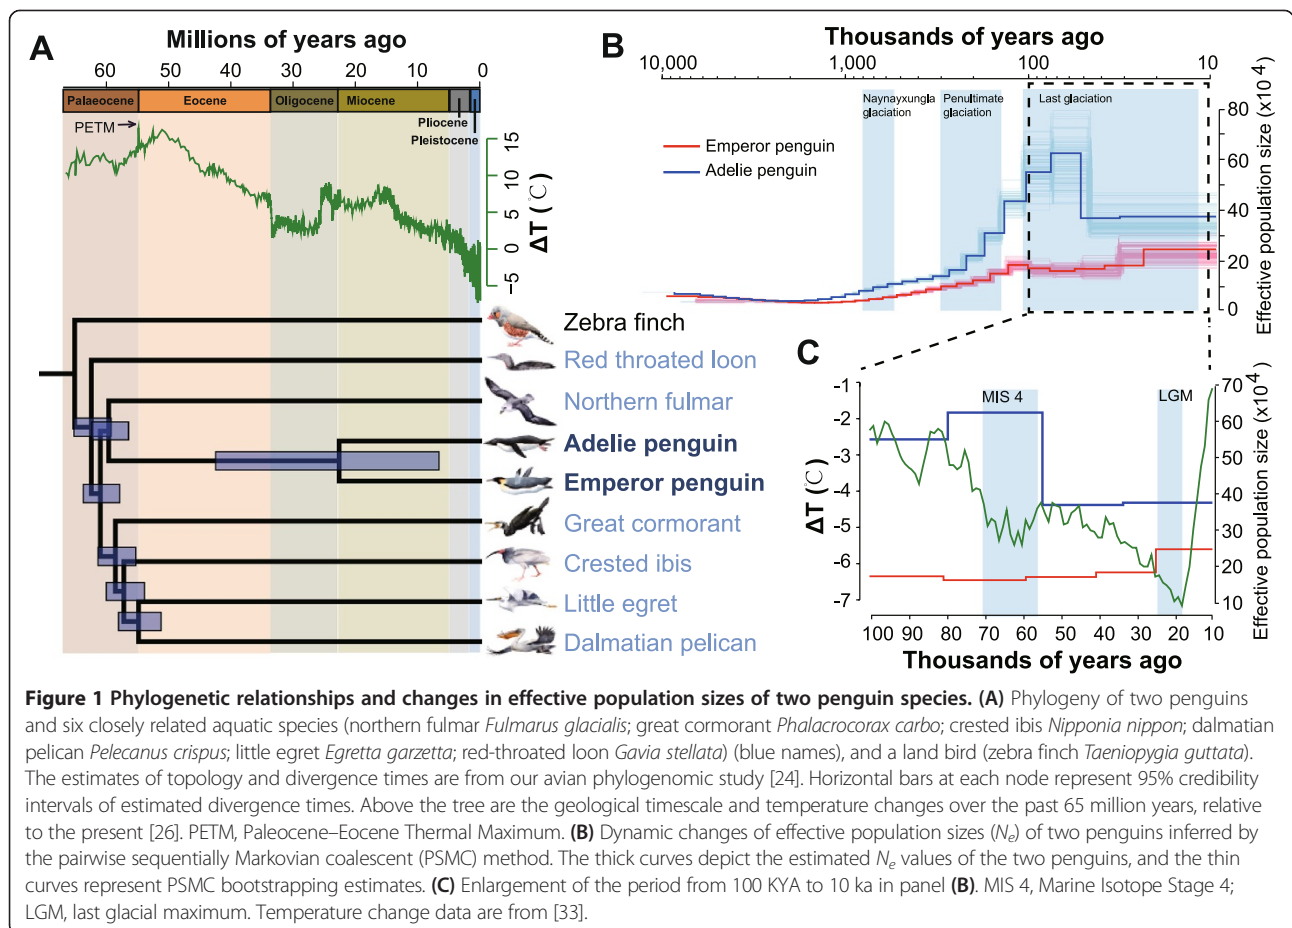 A
Millions of years ago
60 50 40 30 20 10 0
Palaeocene Eocene Oligocene Miocene
Pliocene
Pleistocene
PETM
15
10
5
0
−5
ΔT (℃)
Zebra finch
Red throated loon
Northern fulmar
Adelie penguin
Emperor penguin
Great cormorant
Crested ibis
Little egret
Dalmatian pelican
B
Thousands of years ago
10,000 1,000 100 10
Naynayxungla
glaciation
Penultimate
glaciation
Last glaciation
Emperor penguin
Adelie penguin
80
60
40
20
0
Effective population size (x10 4)
C
−1
−2
−3
−4
−5
−6
−7
ΔT (℃)
MIS 4
LGM
70
60
50
40
30
20
10
Effective population size (x10 4)
100 90 80 70 60 50 40 30 20 10
Thousands of years ago
Figure 1 Phylogenetic relationships and changes in effective population sizes of two penguin species. (A) Phylogeny of two penguins
and six closely related aquatic species (northern fulmar Fulmarus glacialis; great cormorant Phalacrocorax carbo; crested ibis Nipponia nippon; dalmatian
pelican Pelecanus crispus; little egret Egretta garzetta; red-throated loon Gavia stellata) (blue names), and a land bird (zebra finch Taeniopygia guttata).
The estimates of topology and divergence times are from our avian phylogenomic study [24]. Horizontal bars at each node represent 95% credibility
intervals of estimated divergence times. Above the tree are the geological timescale and temperature changes over the past 65 million years, relative
to the present [26]. PETM, Paleocene–Eocene Thermal Maximum. (B) Dynamic changes of effective population sizes (Ne) of two penguins inferred by
the pairwise sequentially Markovian coalescent (PSMC) method. The thick curves depict the estimated Ne values of the two penguins, and the thin
curves represent PSMC bootstrapping estimates. (C) Enlargement of the period from 100 KYA to 10 ka in panel (B). MIS 4, Marine Isotope Stage 4;
LGM, last glacial maximum. Temperature change data are from [33].